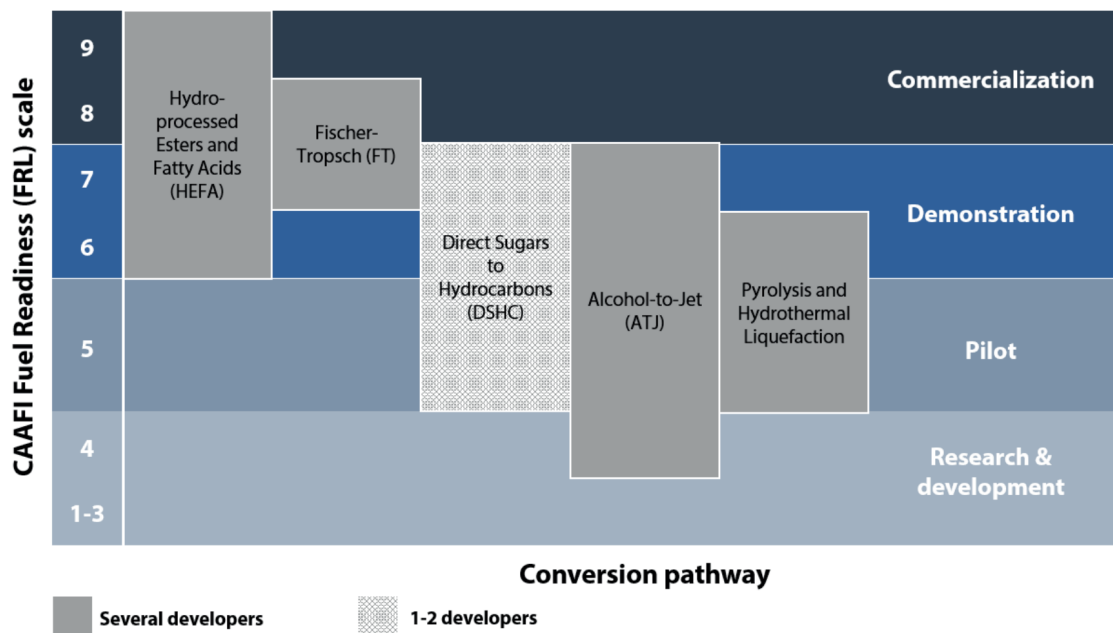 CAAFI Fuel Readiness (FRL) scale
9
8
7
6
5
4
1-3
Hydro-
processed
Esters and
Fatty Acids
(HEFA)
Fischer-
Tropsch (FT)
Direct Sugars
to
Hydrocarbons
(DSHC)
Alcohol-to-Jet
(ATJ)
Pyrolysis and
Hydrothermal
Liquefaction
Commercialization
Demonstration
Pilot
Research &
development
Conversion pathway
Several developers
1-2 developers